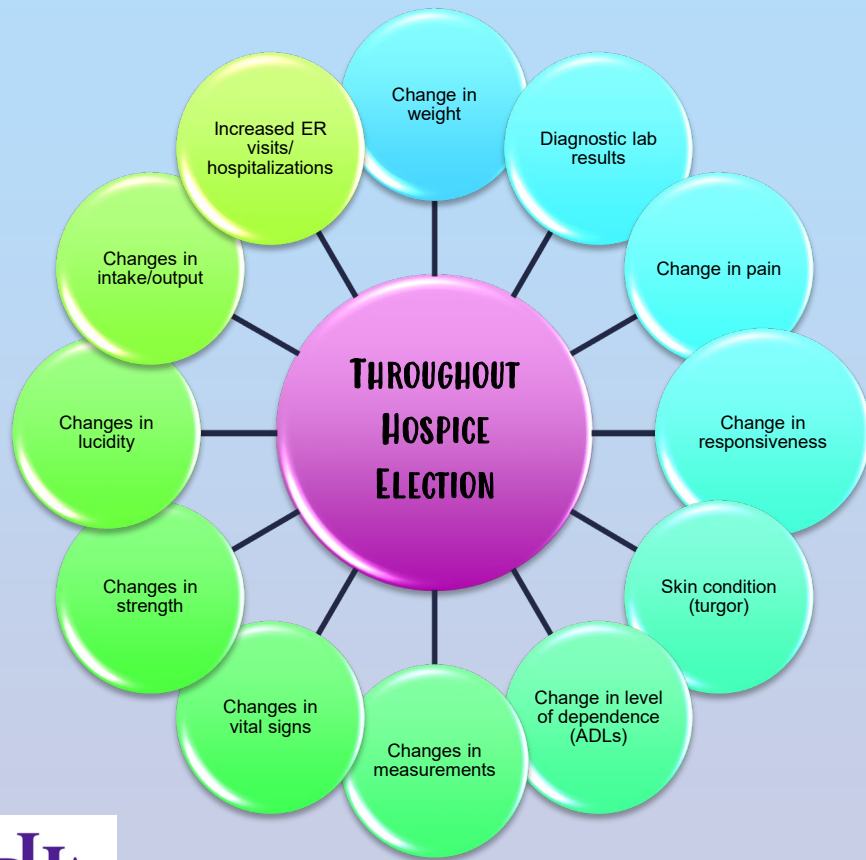 Change in
weight
Diagnostic lab
results
Change in pain
Change in
responsiveness
Skin condition
(turgor)
Change in level
of dependence
(ADLs)
Changes in
measurements
Changes in
vital signs
Changes in
strength
Changes in
lucidity
Changes in
intake/output
Increased ER
visits/
hospitalizations
THROUGHOUT
HOSPICE
ELECTION